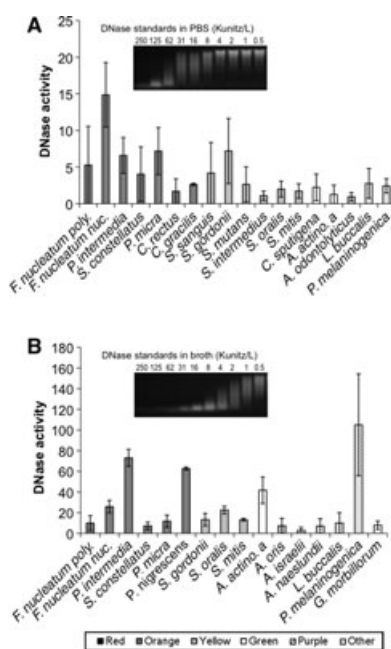 A
DNase standards in PBS (Kunitz/L)
250 125 62 31 16 8 4 2 1 0.5
DNase activity
25
20
15
10
5
0
F. nucleatum poly.
F. nucleatum nuc.
P. intermedia
S. constellatus
P. micra
C. rectus
C. gracilis
S. sanguis
S. gordonii
S. mutans
S. intermedius
S. oralis
S. mitis
C. sputigena
A. actino. a
A. odontolyticus
L. buccalis
P. melaninogenica
B
DNase standards in broth (Kunitz/L)
250 125 62 31 16 8 4 2 1 0.5
DNase activity
180
160
140
120
100
80
60
40
20
0
F. nucleatum poly.
F. nucleatum nuc.
P. intermedia
S. constellatus
P. micra
P. nigrescens
S. gordonii
S. oralis
S. mitis
A. actino. a
A. oris
A. israelii
A. naeslundii
L. buccalis
P. melaninogenica
G. morbillorum
Red Orange Yellow Green Purple Other